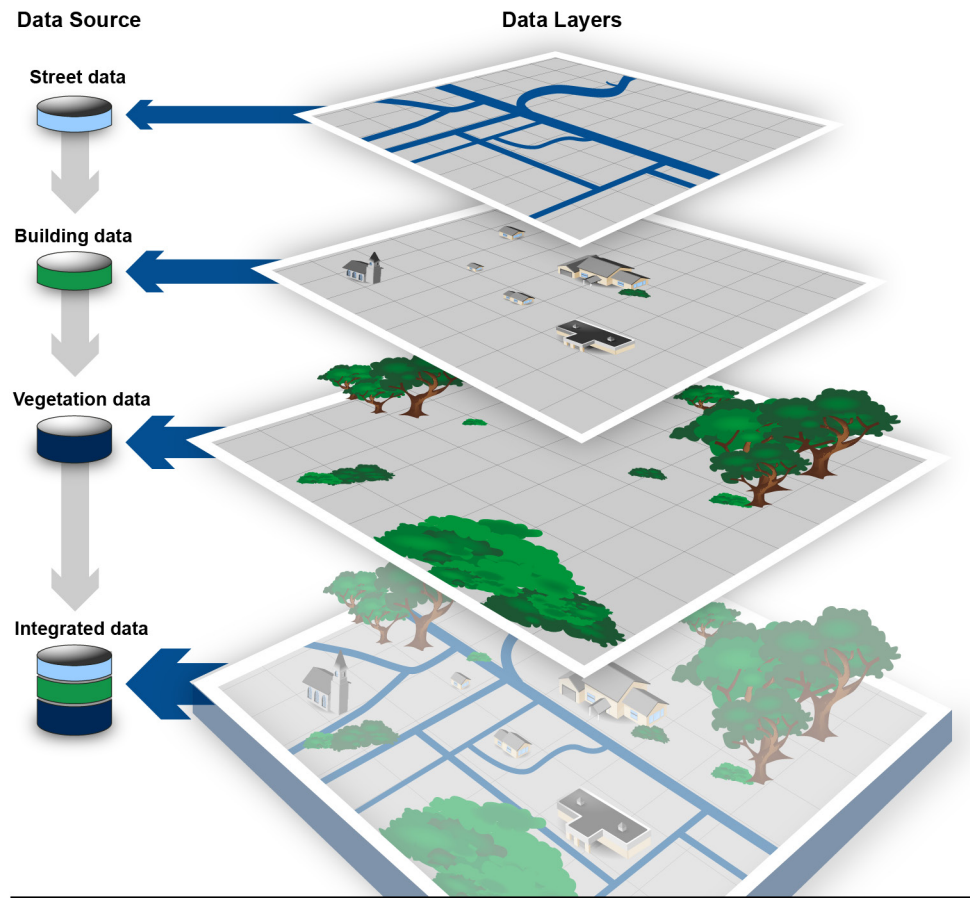 Data Source
Data Layers
Street data
Building data
Vegetation data
Integrated data